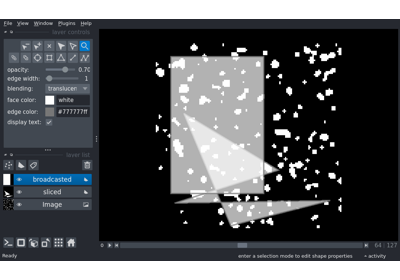 File View Window Plugins Help
layer controls
opacity: 0.70
edge width: 1
blending: translucen
face color: white
edge color: #777777ff
display text:
layer list
broadcasted
sliced
Image
0
64 127
Ready
enter a selection mode to edit shape properties
activity